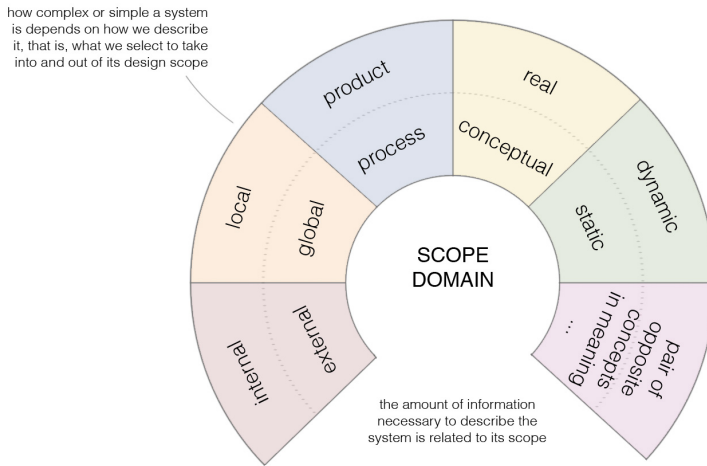 how complex or simple a system
is depends on how we describe
it, that is, what we select to take
into and out of its design scope
internal
external
local
global
product
process
real
conceptual
dynamic
static
pair of
opposite
concepts
in meaning
...
SCOPE
DOMAIN
the amount of information
necessary to describe the
system is related to its scope